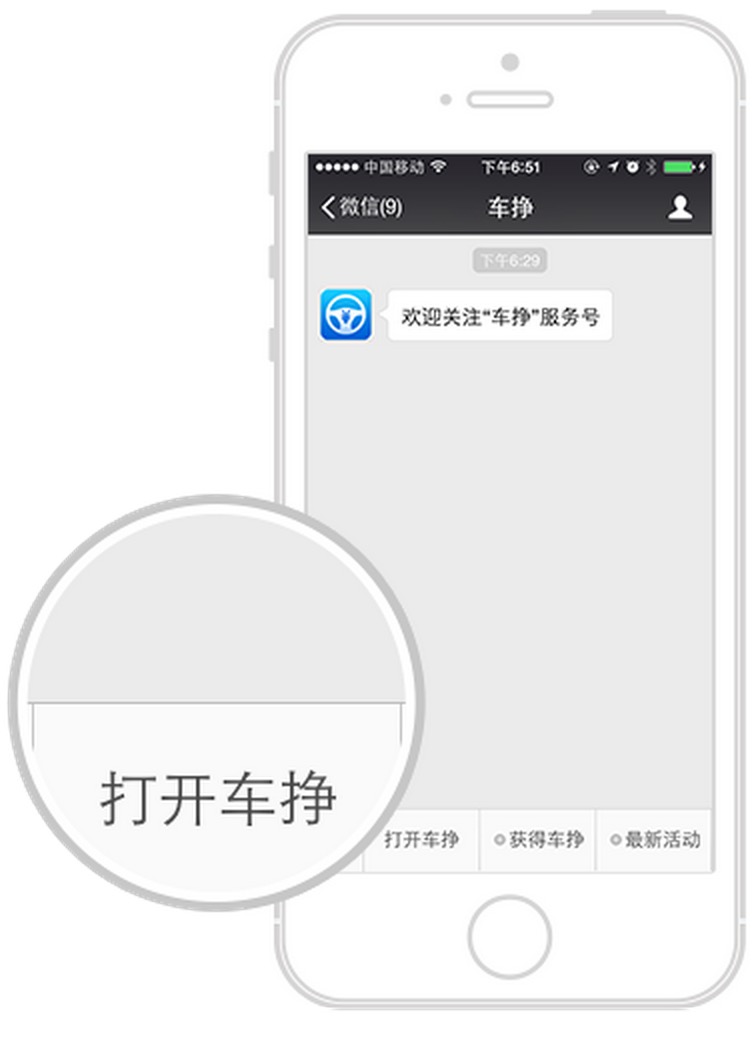 中国移动 下午6:51
微信(9) 车挣
下午6:29
欢迎关注“车挣”服务号
打开车挣
打开车挣 获得车挣 最新活动